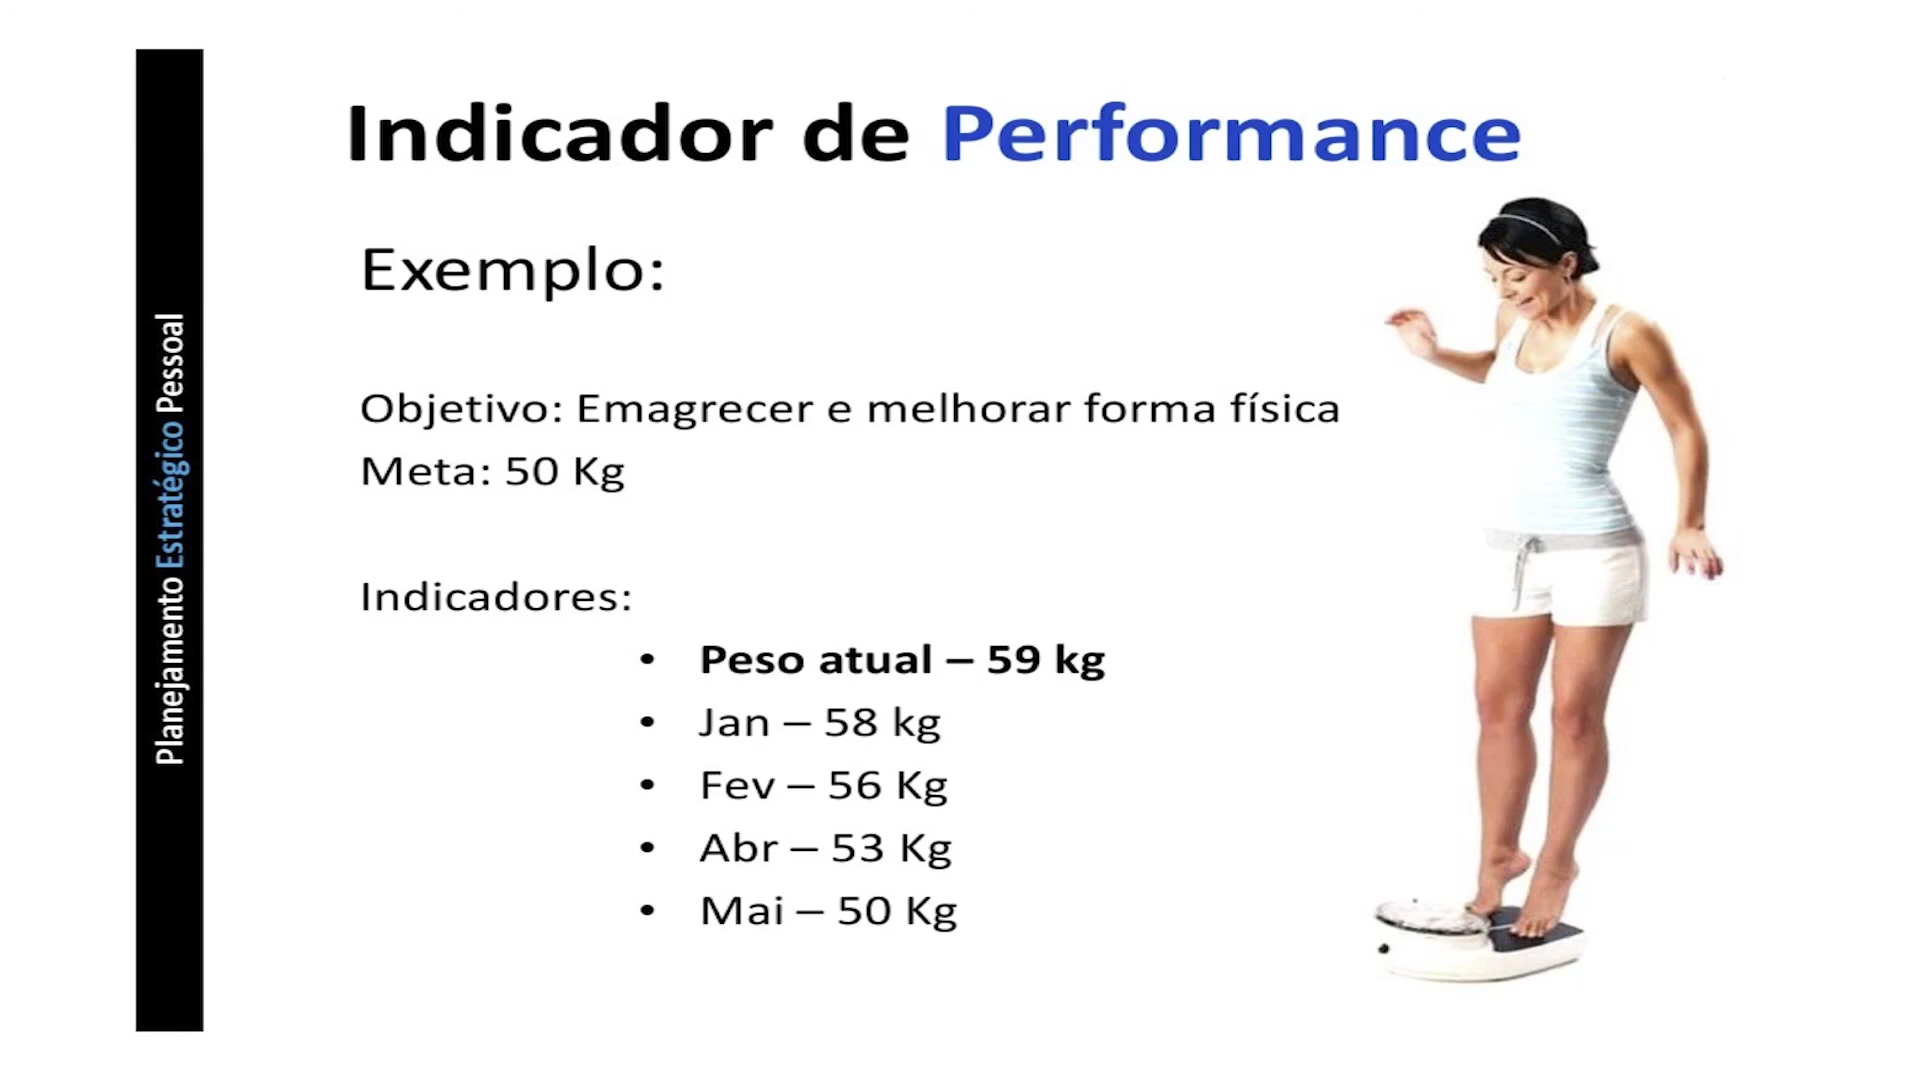 Planejamento Estratégico Pessoal
Indicador de Performance
Exemplo:
Objetivo: Emagrecer e melhorar forma física
Meta: 50 Kg
Indicadores:
• Peso atual – 59 kg
• Jan – 58 kg
• Fev – 56 Kg
• Abr – 53 Kg
• Mai – 50 Kg